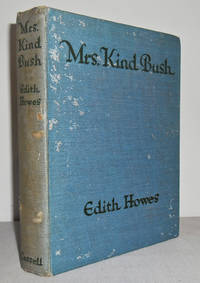 Mrs.
Kind
Bush
Edith
Howes
Cassell
Mrs. Kind Bush
Edith Howes